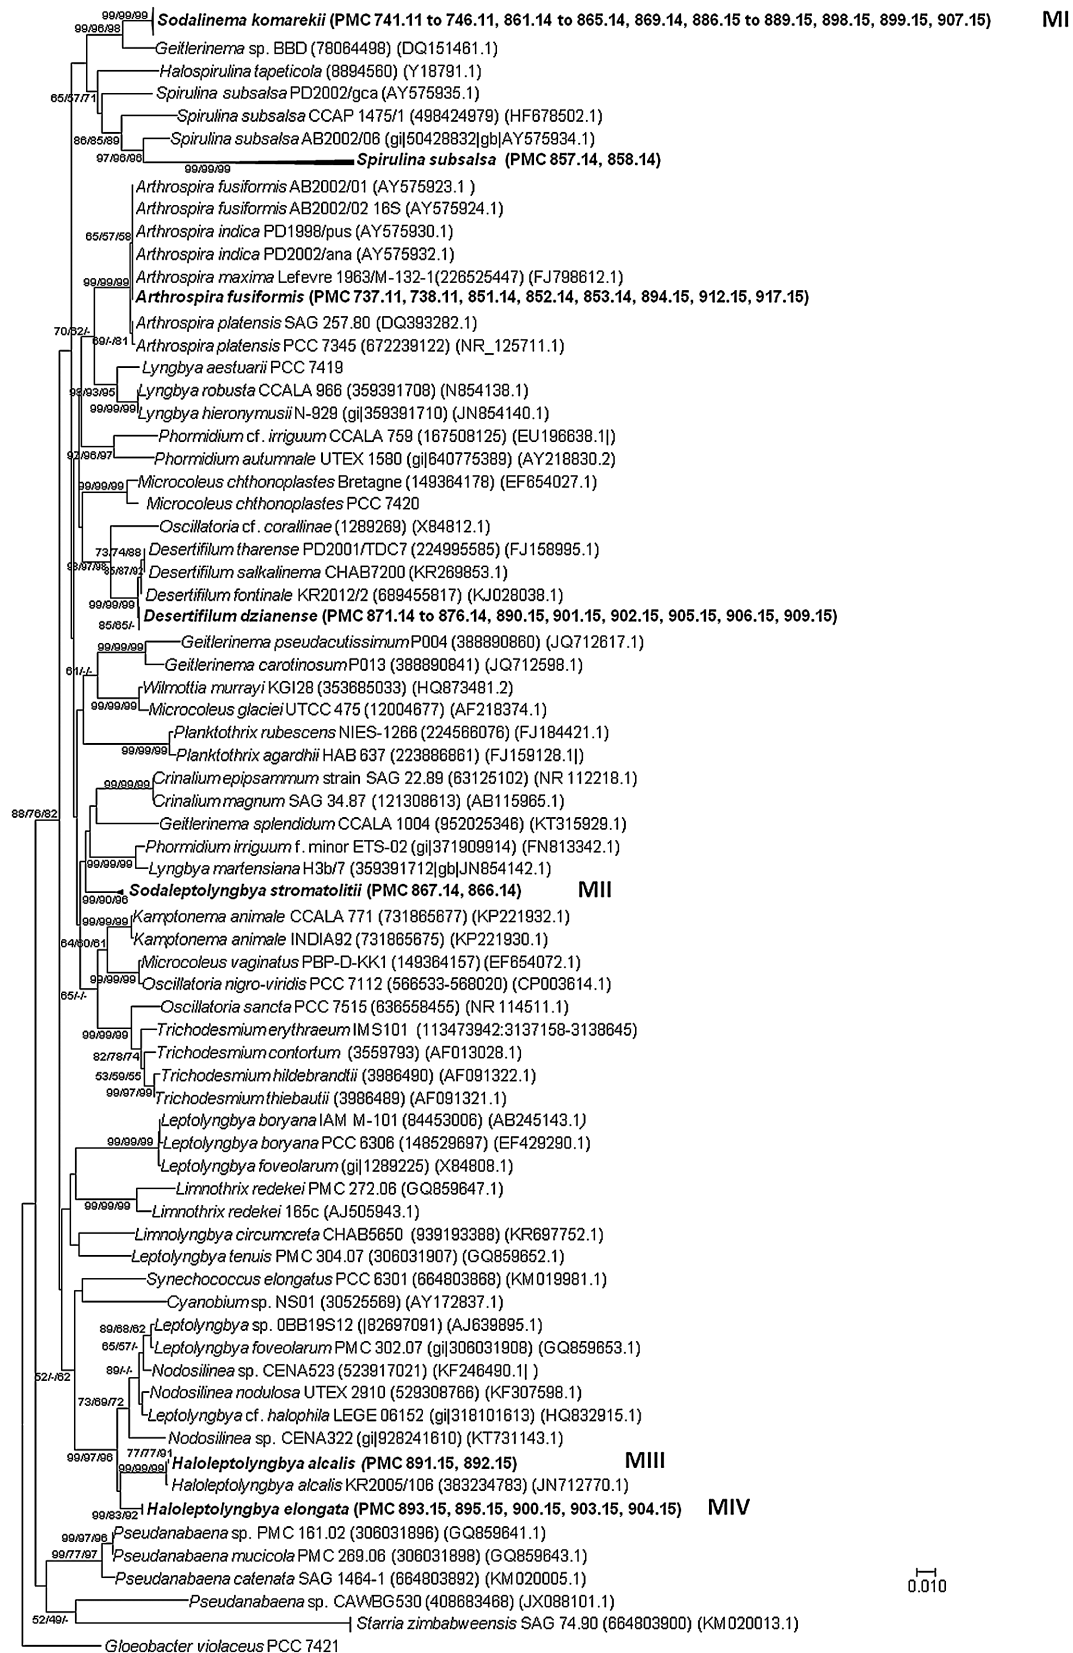 99/99/99
Sodalinema komarekii (PMC 741.11 to 746.11, 861.14 to 865.14, 869.14, 886.15 to 889.15, 898.15, 899.15, 907.15) MI
99/96/98
Geitlerinema sp. BBD (78064498) (DQ151461.1)
Halospirulina tapeticola (8894560) (Y18791.1)
Spirulina subsalsa PD2002/gca (AY575935.1)
65/57/71
Spirulina subsalsa CCAP 1475/1 (498424979) (HF678502.1)
86/85/89
Spirulina subsalsa AB2002/06 (gi|50428832|gb|AY575934.1)
97/96/96
Spirulina subsalsa (PMC 857.14, 858.14)
99/99/99
Arthrospira fusiformis AB2002/01 (AY575923.1 )
Arthrospira fusiformis AB2002/02 16S (AY575924.1)
Arthrospira indica PD1998/pus (AY575930.1)
65/57/58
Arthrospira indica PD2002/ana (AY575932.1)
Arthrospira maxima Lefevre 1963/M-132-1(226525447) (FJ798612.1)
99/99/99
Arthrospira fusiformis (PMC 737.11, 738.11, 851.14, 852.14, 853.14, 894.15, 912.15, 917.15)
Arthrospira platensis SAG 257.80 (DQ393282.1)
70/62/-
69/-/81
Arthrospira platensis PCC 7345 (672239122) (NR_125711.1)
Lyngbya aestuarii PCC 7419
Lyngbya robusta CCALA 966 (359391708) (N854138.1)
98/93/95
99/99/99
Lyngbya hieronymusii N-929 (gi|359391710) (JN854140.1)
Phormidium cf. irriguum CCALA 759 (167508125) (EU196638.1|)
97/96/97
Phormidium autumnale UTEX 1580 (gi|640775389) (AY218830.2)
Microcoleus chthonoplastes Bretagne (149364178) (EF654027.1)
99/99/99
Microcoleus chthonoplastes PCC 7420
Oscillatoria cf. corallinae (1289269) (X84812.1)
73/74/88
Desertifilum tharense PD2001/TDC7 (224995585) (FJ158995.1)
98/97/98
85/87/92
Desertifilum salkalinema CHAB7200 (KR269853.1)
Desertifilum fontinale KR2012/2 (689455817) (KJ028038.1)
99/99/99
Desertifilum dzianense (PMC 871.14 to 876.14, 890.15, 901.15, 902.15, 905.15, 906.15, 909.15)
85/65/-
Geitlerinema pseudacutissimum P004 (388890860) (JQ712617.1)
99/99/99
Geitlerinema carotinosum P013 (388890841) (JQ712598.1)
61/-/-
Wilmottia murrayi KGI28 (353685033) (HQ873481.2)
99/99/99
Microcoleus glaciei UTCC 475 (12004677) (AF218374.1)
Planktothrix rubescens NIES-1266 (224566076) (FJ184421.1)
99/99/99
Planktothrix agardhii HAB 637 (223886861) (FJ159128.1|)
Crinalium epipsammum strain SAG 22.89 (63125102) (NR 112218.1)
99/99/99
Crinalium magnum SAG 34.87 (121308613) (AB115965.1)
88/76/82
Geitlerinema splendidum CCALA 1004 (952025346) (KT315929.1)
Phormidium irriguum f. minor ETS-02 (gi|371909914) (FN813342.1)
99/99/99
Lyngbya martensiana H3b/7 (359391712|gb|JN854142.1)
Sodaleptolyngbya stromatolitii (PMC 867.14, 866.14) MII
99/90/96
Kamptonema animale CCALA 771 (731865677) (KP221932.1)
99/99/99
Kamptonema animale INDIA92 (731865675) (KP221930.1)
64/60/61
Microcoleus vaginatus PBP-D-KK1 (149364157) (EF654072.1)
99/99/99
Oscillatoria nigro-viridis PCC 7112 (566533-568020) (CP003614.1)
65/-/-
Oscillatoria sancta PCC 7515 (636558455) (NR 114511.1)
99/99/99
Trichodesmium erythraeum IMS101 (113473942:3137158-3138645)
82/78/74
Trichodesmium contortum (3559793) (AF013028.1)
53/59/55
Trichodesmium hildebrandtii (3986490) (AF091322.1)
99/97/99
Trichodesmium thiebautii (3986489) (AF091321.1)
Leptolyngbya boryana IAM M-101 (84453006) (AB245143.1)
99/99/99
Leptolyngbya boryana PCC 6306 (148529697) (EF429290.1)
Leptolyngbya foveolarum (gi|1289225) (X84808.1)
Limnothrix redekei PMC 272.06 (GQ859647.1)
99/99/99
Limnothrix redekei 165c (AJ505943.1)
Limnolyngbya circumcreta CHAB5650 (939193388) (KR697752.1)
Leptolyngbya tenuis PMC 304.07 (306031907) (GQ859652.1)
Synechococcus elongatus PCC 6301 (664803868) (KM019981.1)
Cyanobium sp. NS01 (30525569) (AY172837.1)
89/68/62
Leptolyngbya sp. 0BB19S12 (|82697091) (AJ639895.1)
65/57/-
Leptolyngbya foveolarum PMC 302.07 (gi|306031908) (GQ859653.1)
89/-/-
Nodosilinea sp. CENA523 (523917021) (KF246490.1| )
52/-/62
Nodosilinea nodulosa UTEX 2910 (529308766) (KF307598.1)
73/69/72
Leptolyngbya cf. halophila LEGE 06152 (gi|318101613) (HQ832915.1)
Nodosilinea sp. CENA322 (gi|928241610) (KT731143.1)
77/77/91
99/97/96
Haloleptolyngbya alcalis (PMC 891.15, 892.15) MIII
99/99/99
Haloleptolyngbya alcalis KR2005/106 (383234783) (JN712770.1)
Haloleptolyngbya elongata (PMC 893.15, 895.15, 900.15, 903.15, 904.15) MIV
99/83/92
Pseudanabaena sp. PMC 161.02 (306031896) (GQ859641.1)
99/97/96
99/77/97
Pseudanabaena mucicola PMC 269.06 (306031898) (GQ859643.1)
Pseudanabaena catenata SAG 1464-1 (664803892) (KM020005.1)
0.010
Pseudanabaena sp. CAWBG530 (408683468) (JX088101.1)
52/49/-
Starria zimbabweensis SAG 74.90 (664803900) (KM020013.1)
Gloeobacter violaceus PCC 7421